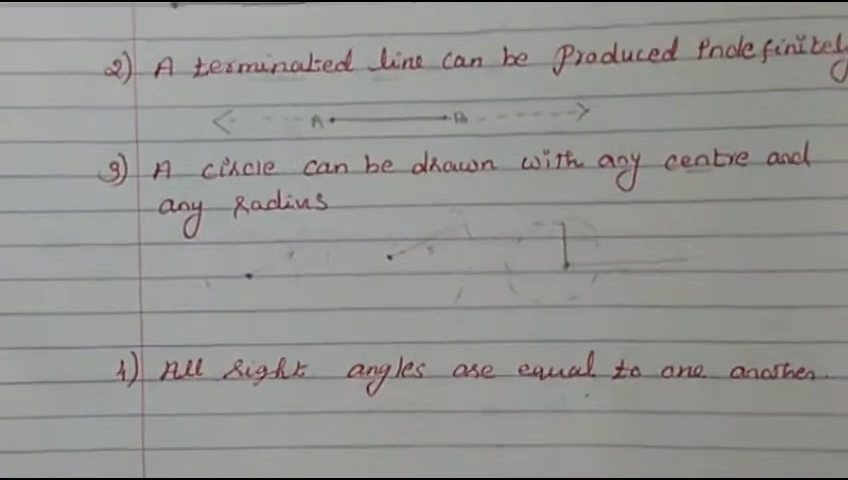 2) A terminated line can be produced indefinitely
A B
3) A circle can be drawn with any centre and
any radius
4) All right angles are equal to one another.